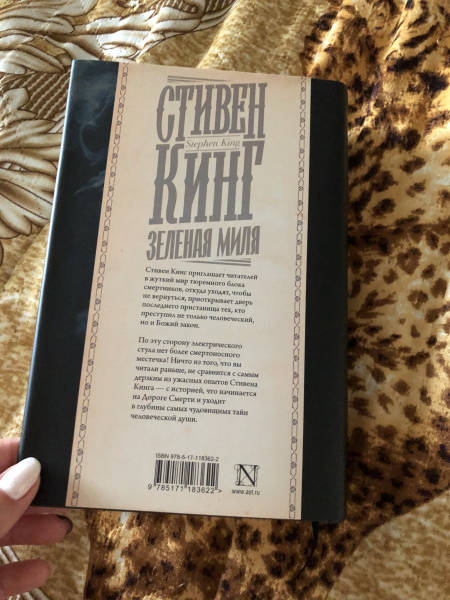 СТИВЕН
Stephen King
КИНГ
ЗЕЛЕНАЯ МИЛЯ
Стивен Кинг приглашает читателей
в жуткий мир тюремного блока
смертников, откуда уходят, чтобы
не вернуться, приоткрывает дверь
последнего пристанища тех, кто
преступил не только человеческий,
но и Божий закон.
По эту сторону электрического
стула нет более смертоносного
местечка! Ничто из того, что вы
читали раньше, не сравнится с самым
дерзким из ужасных опытов Стивена
Кинга — с историей, что начинается
на Дороге Смерти и уходит
в глубины самых чудовищных тайн
человеческой души.
ISBN 978-5-17-118362-2
9 785171 183622 >
N
www.ast.ru